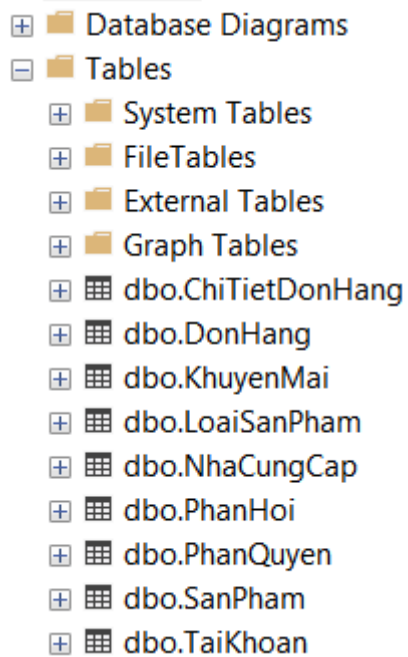 Database Diagrams
Tables
System Tables
FileTables
External Tables
Graph Tables
dbo.ChiTietDonHang
dbo.DonHang
dbo.KhuyenMai
dbo.LoaiSanPham
dbo.NhaCungCap
dbo.PhanHoi
dbo.PhanQuyen
dbo.SanPham
dbo.TaiKhoan